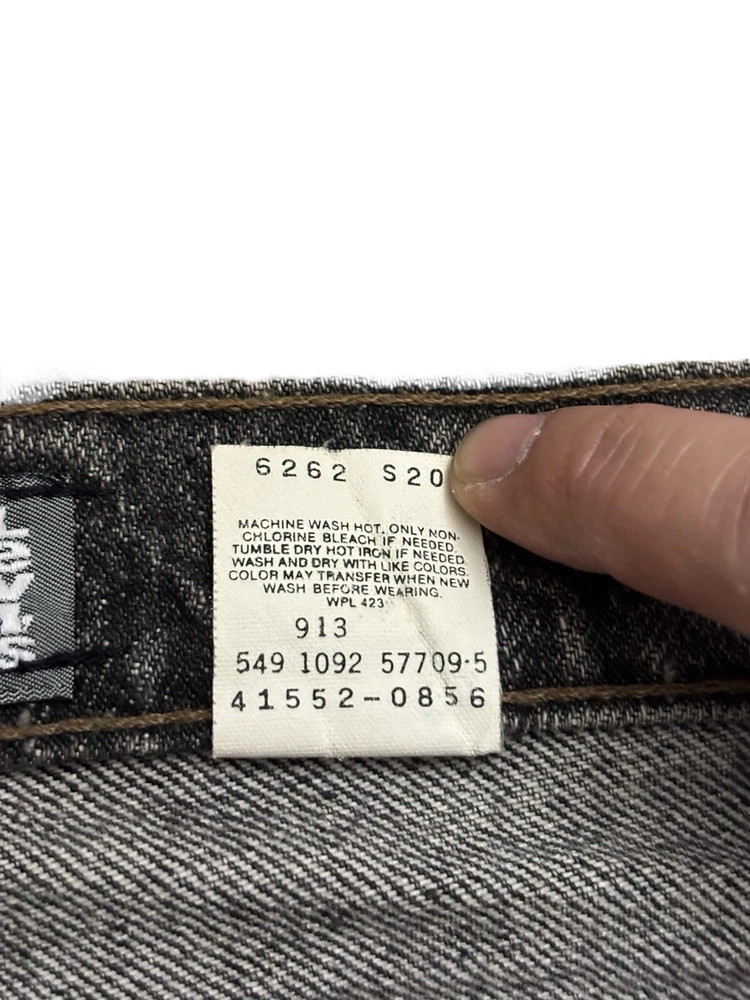 6262 S20
MACHINE WASH HOT, ONLY NON-
CHLORINE BLEACH IF NEEDED.
TUMBLE DRY HOT IRON IF NEEDED.
WASH AND DRY WITH LIKE COLORS.
COLOR MAY TRANSFER WHEN NEW
WASH BEFORE WEARING.
WPL 423
913
549 1092 57709·5
41552-0856